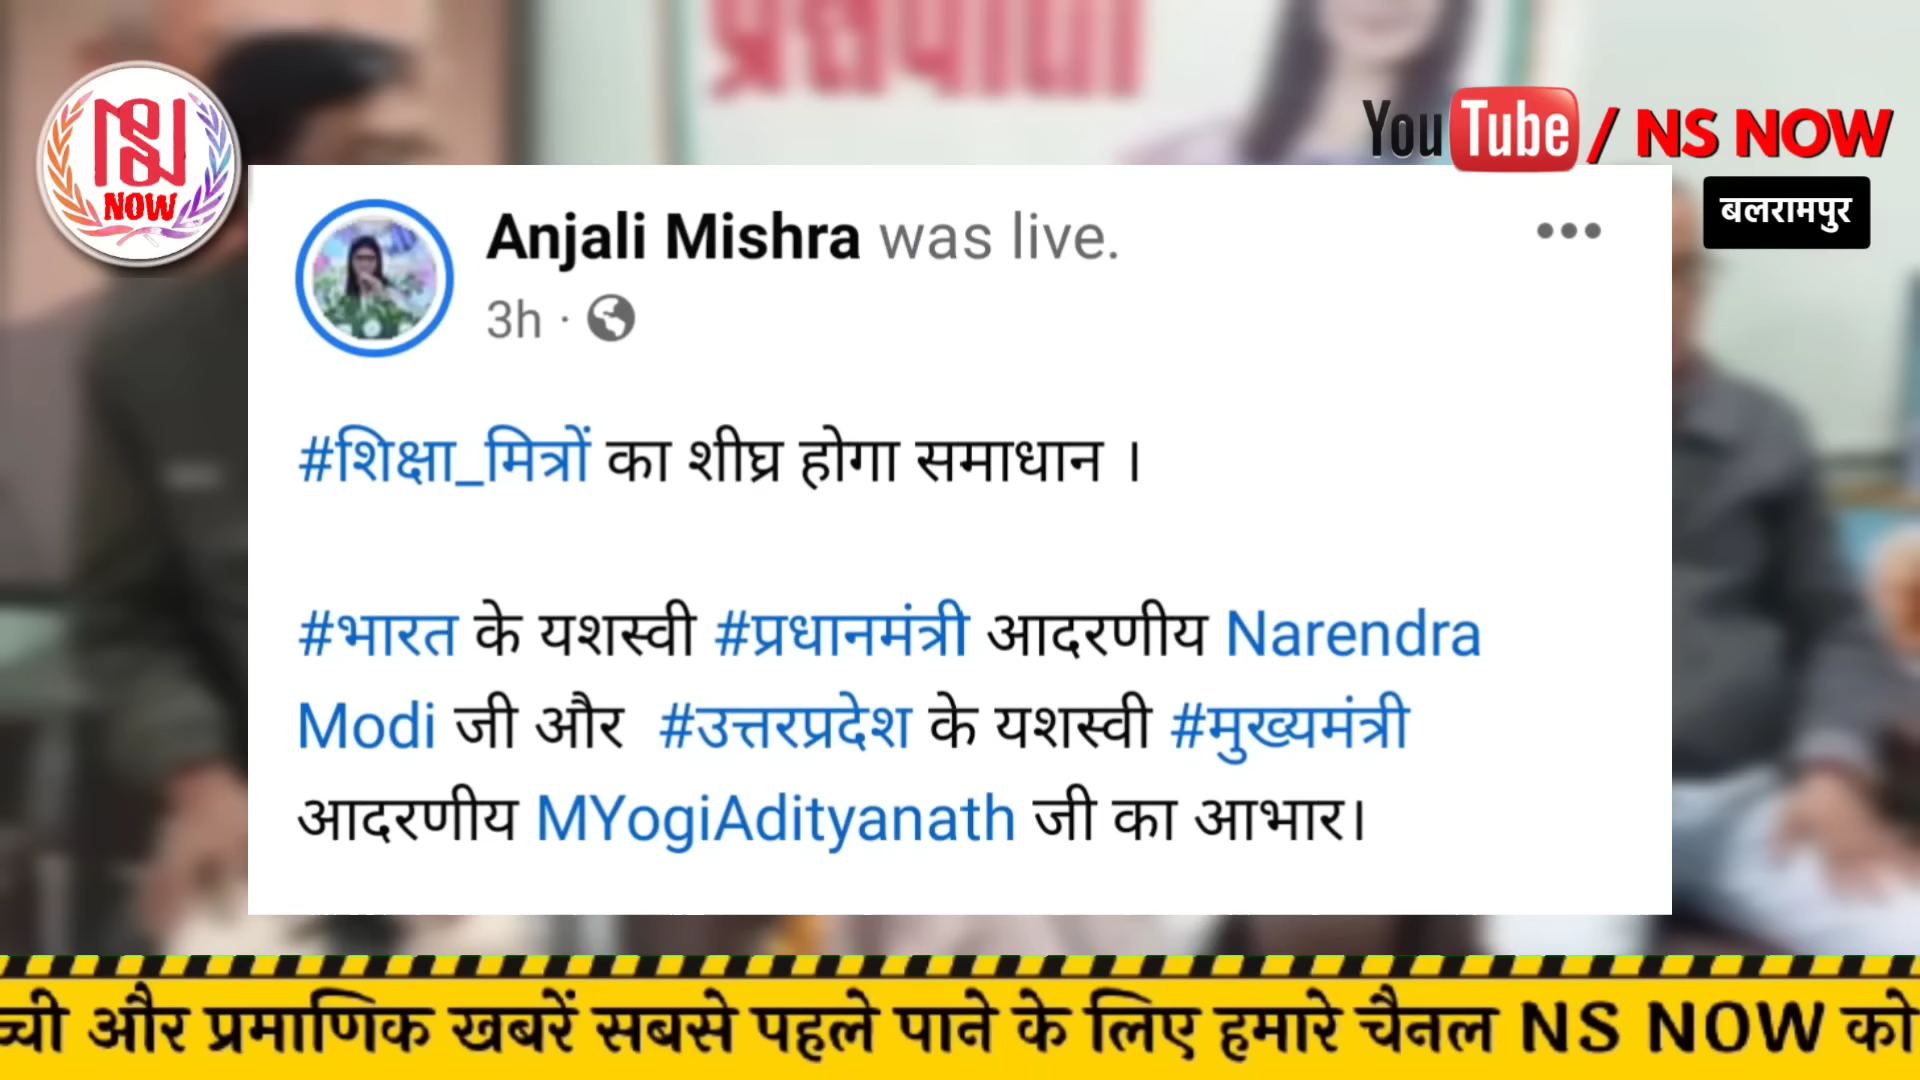 NS NOW
YouTube / NS NOW
बलरामपुर
Anjali Mishra was live.
3h ·
#शिक्षा_मित्रों का शीघ्र होगा समाधान ।
#भारत के यशस्वी #प्रधानमंत्री आदरणीय Narendra
Modi जी और #उत्तरप्रदेश के यशस्वी #मुख्यमंत्री
आदरणीय MYogiAdityanath जी का आभार।
और प्रमाणिक खबरें सबसे पहले पाने के लिए हमारे चैनल NS NOW को